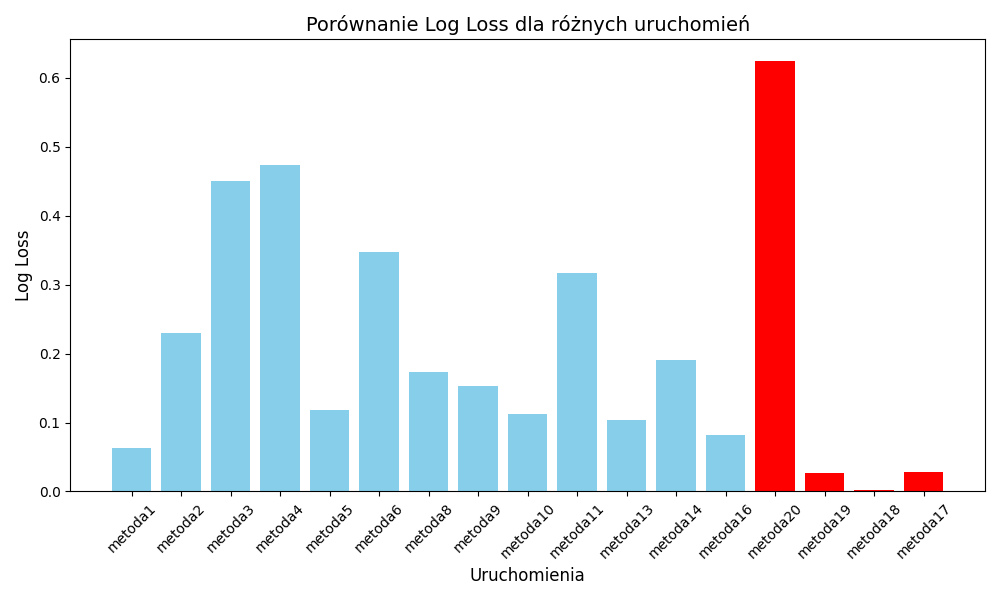 Porównanie Log Loss dla różnych uruchomień
Log Loss
0.6
0.5
0.4
0.3
0.2
0.1
0.0
metoda1
metoda2
metoda3
metoda4
metoda5
metoda6
metoda8
metoda9
metoda10
metoda11
metoda13
metoda14
metoda16
metoda20
metoda19
metoda18
metoda17
Uruchomienia